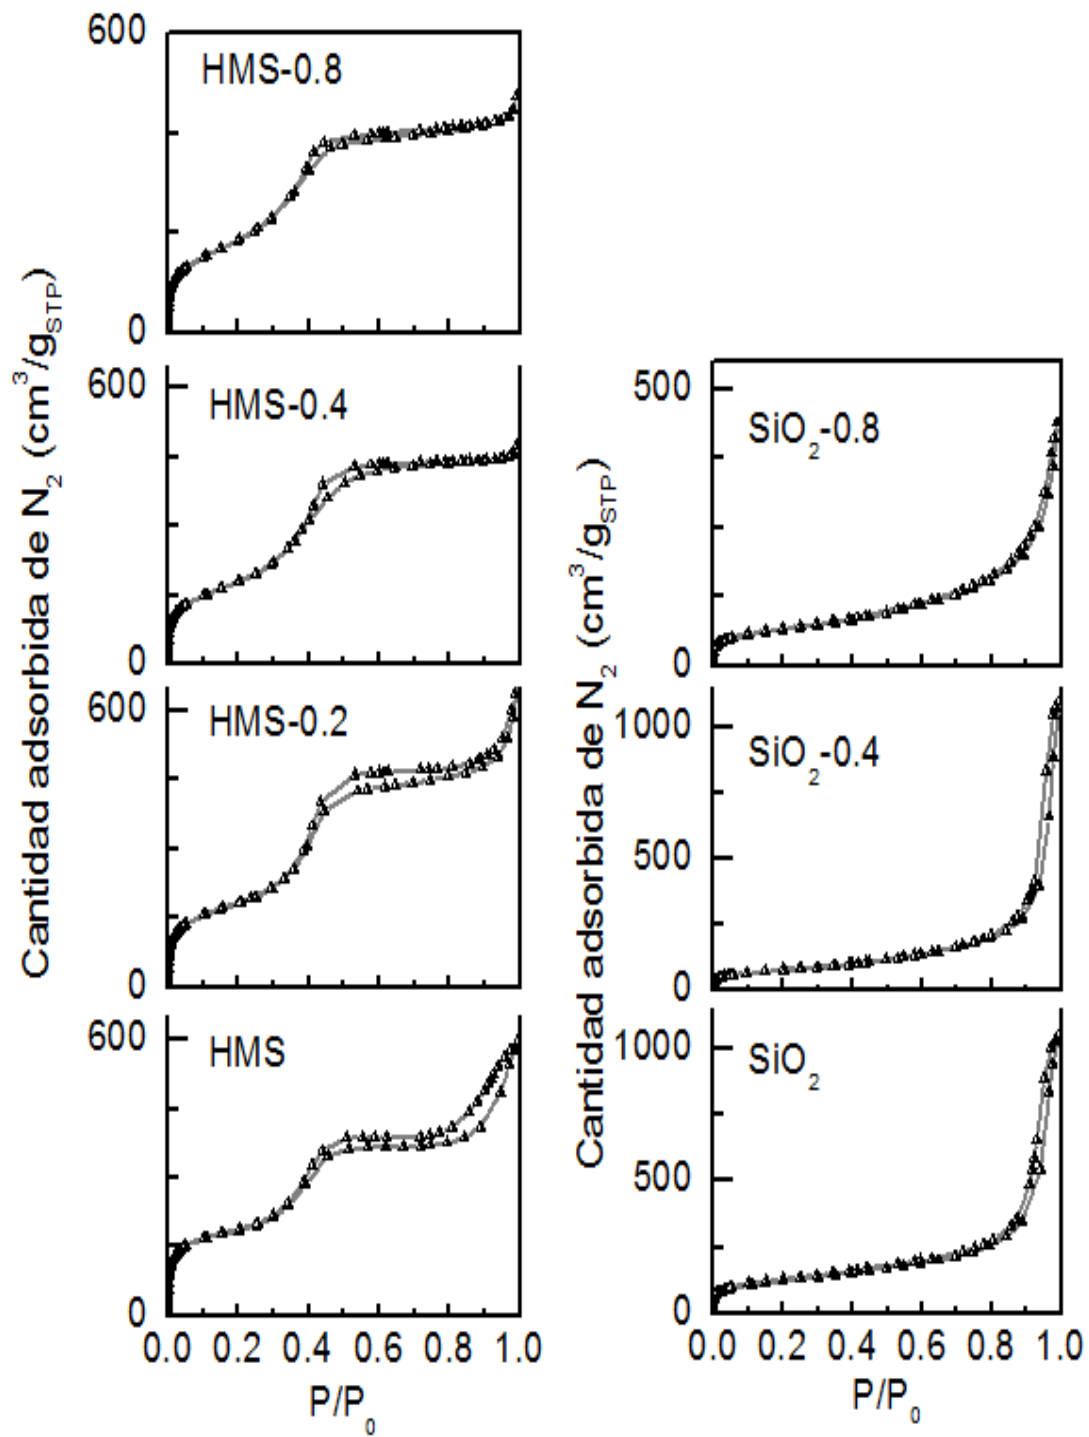 Cantidad adsorbida de N₂ (cm³/g_STP)
600
HMS-0.8
0
600
HMS-0.4
0
600
HMS-0.2
0
600
HMS
0
0.0 0.2 0.4 0.6 0.8 1.0
P/P₀
Cantidad adsorbida de N₂ (cm³/g_STP)
500
SiO₂-0.8
0
1000
SiO₂-0.4
500
0
1000
SiO₂
500
0
0.0 0.2 0.4 0.6 0.8 1.0
P/P₀